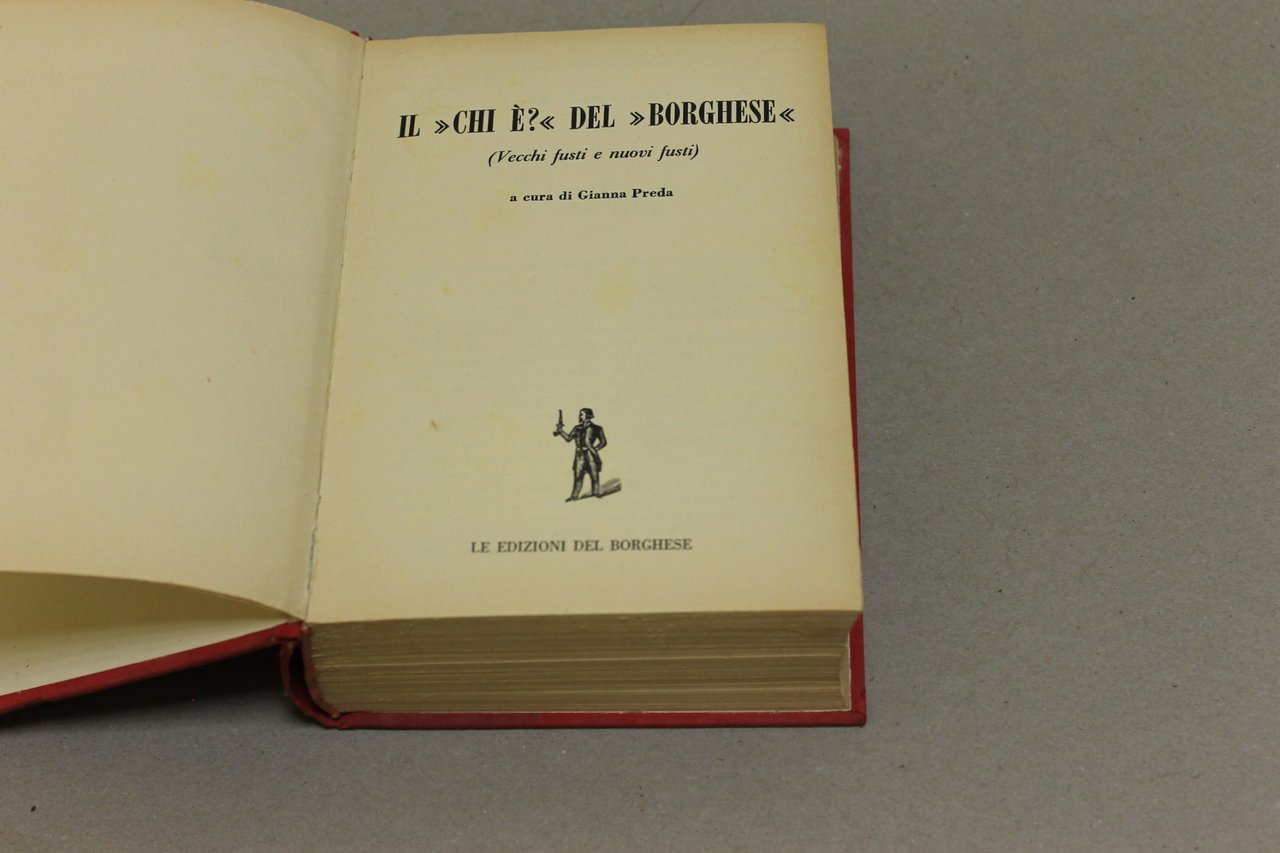 IL »CHI È?« DEL »BORGHESE«
(Vecchi fusti e nuovi fusti)
a cura di Gianna Preda
LE EDIZIONI DEL BORGHESE